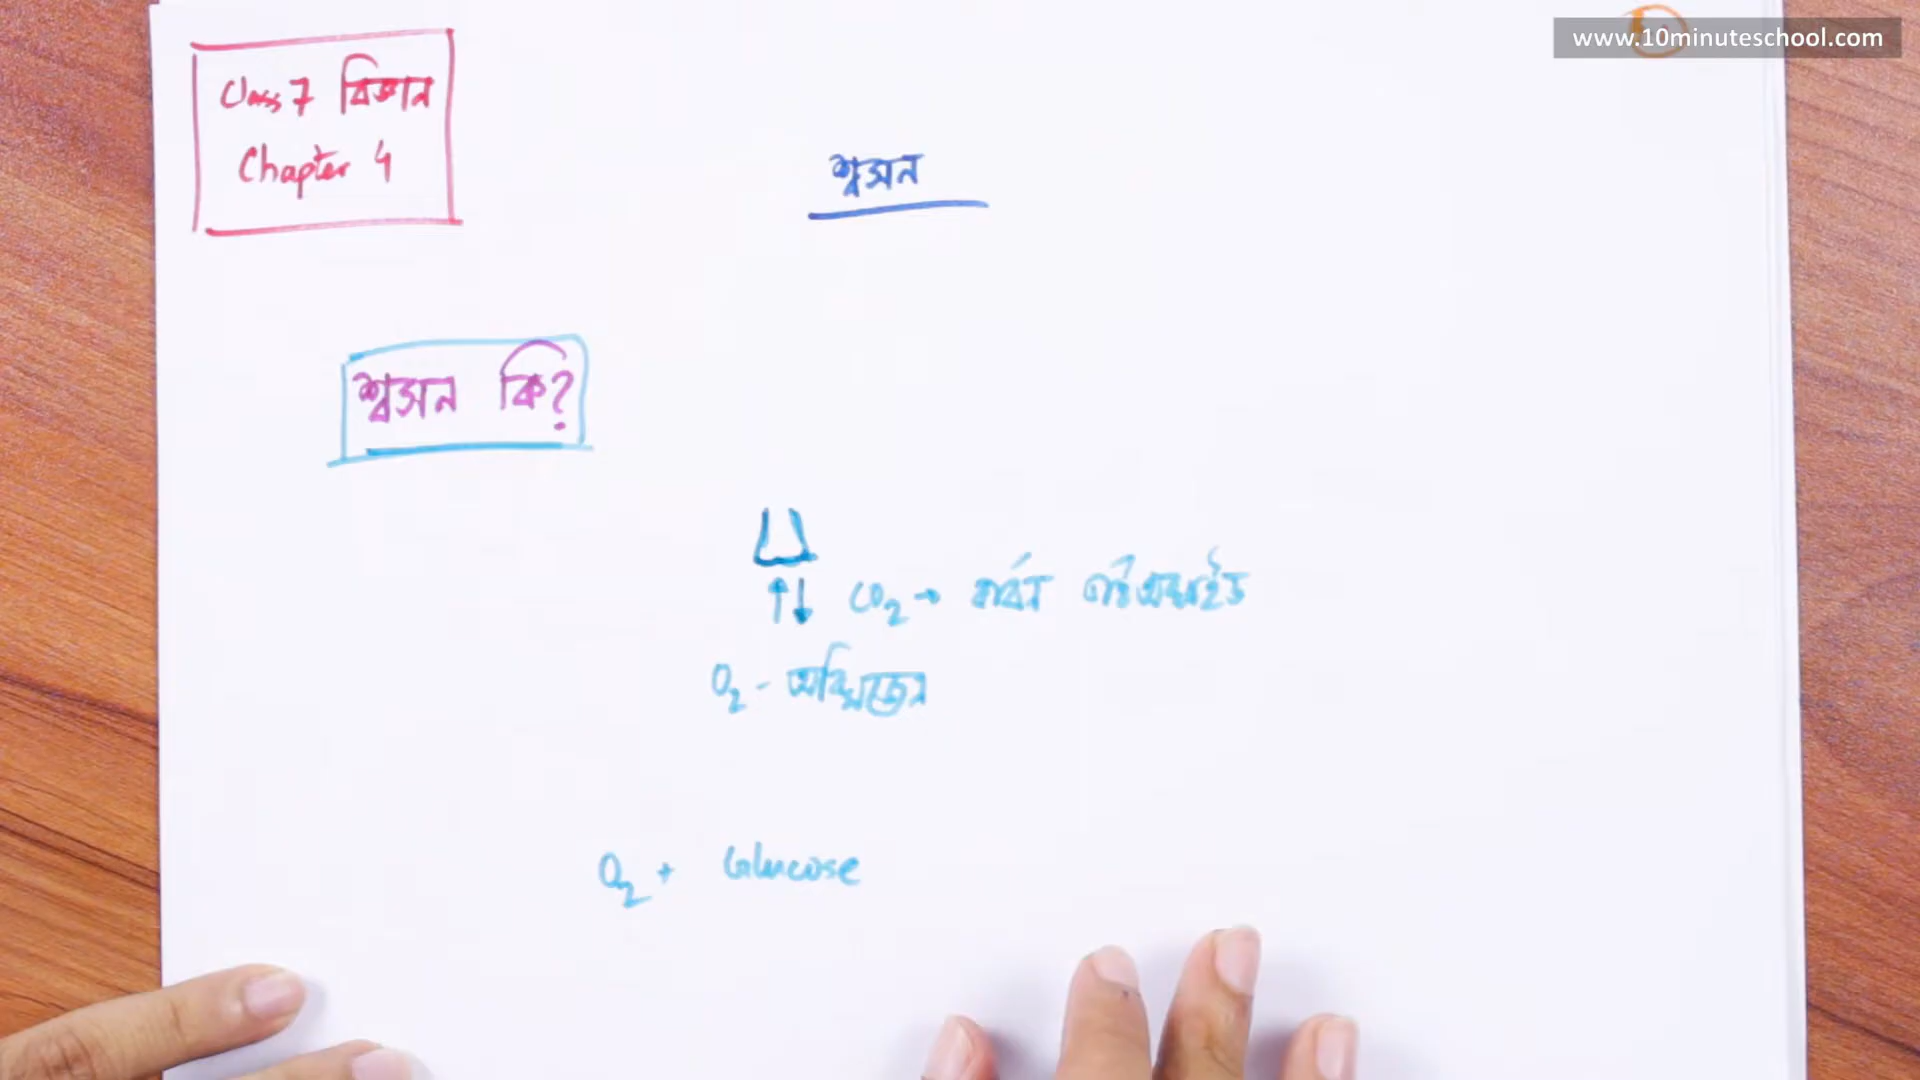 www.10minuteschool.com
Class 7 বিজ্ঞান
Chapter 4
শ্বসন
শ্বসন কি?
CO₂ → কার্বন ডাইঅক্সাইড
O₂ - অক্সিজেন
O₂ + Glucose